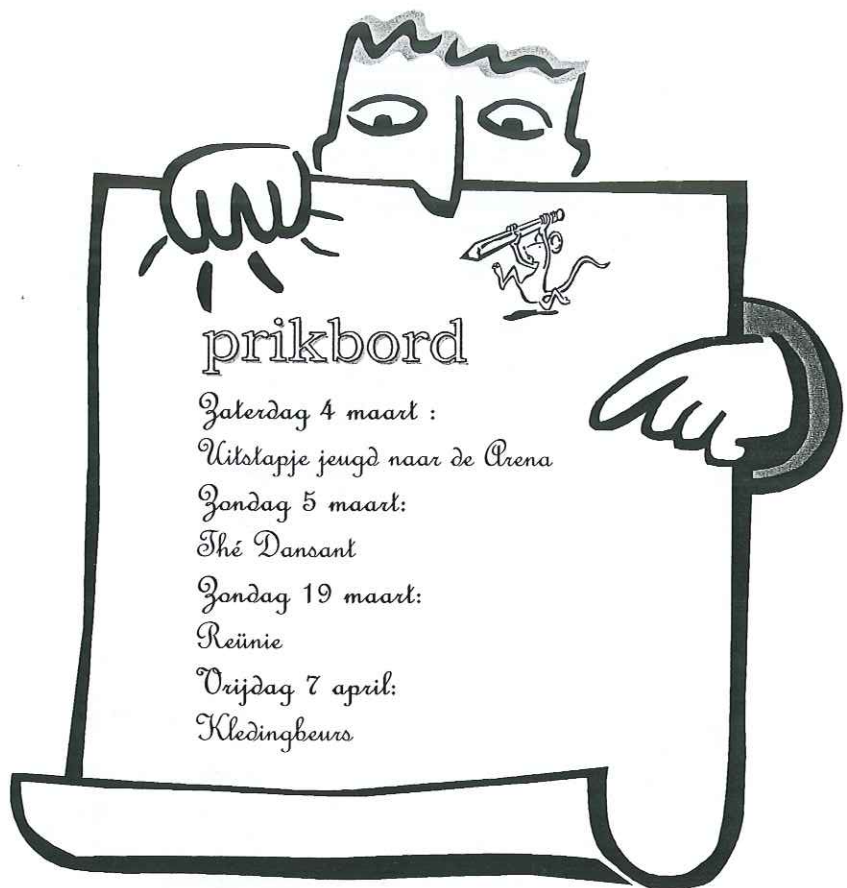 prikbord
Zaterdag 4 maart :
Uitstapje jeugd naar de Arena
Zondag 5 maart:
Thé Dansant
Zondag 19 maart:
Reünie
Vrijdag 7 april:
Kledingbeurs